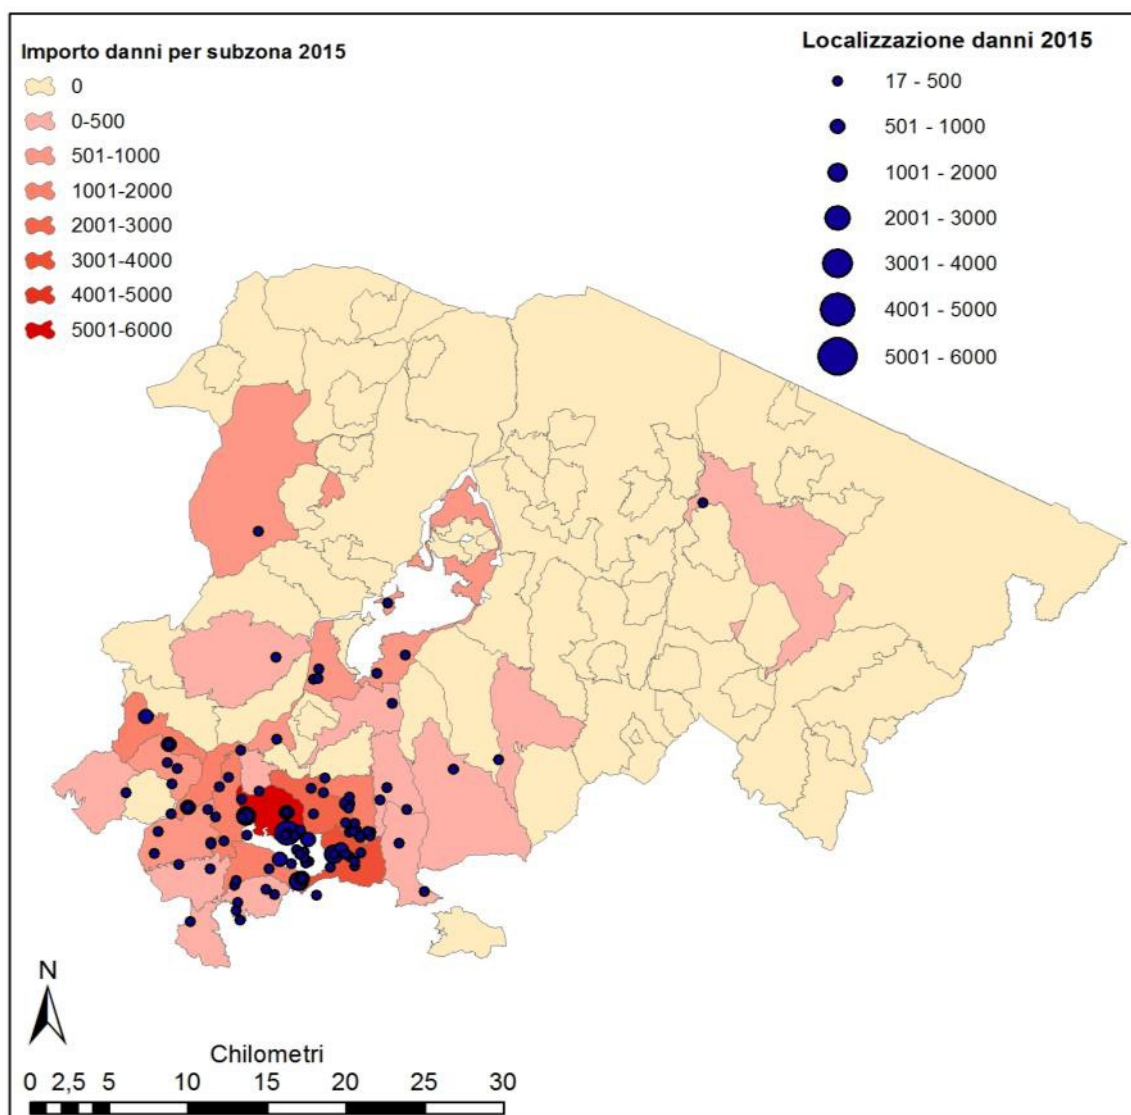 Importo danni per subzona 2015
0
0-500
501-1000
1001-2000
2001-3000
3001-4000
4001-5000
5001-6000
Localizzazione danni 2015
17 - 500
501 - 1000
1001 - 2000
2001 - 3000
3001 - 4000
4001 - 5000
5001 - 6000
N
Chilometri
0 2,5 5 10 15 20 25 30